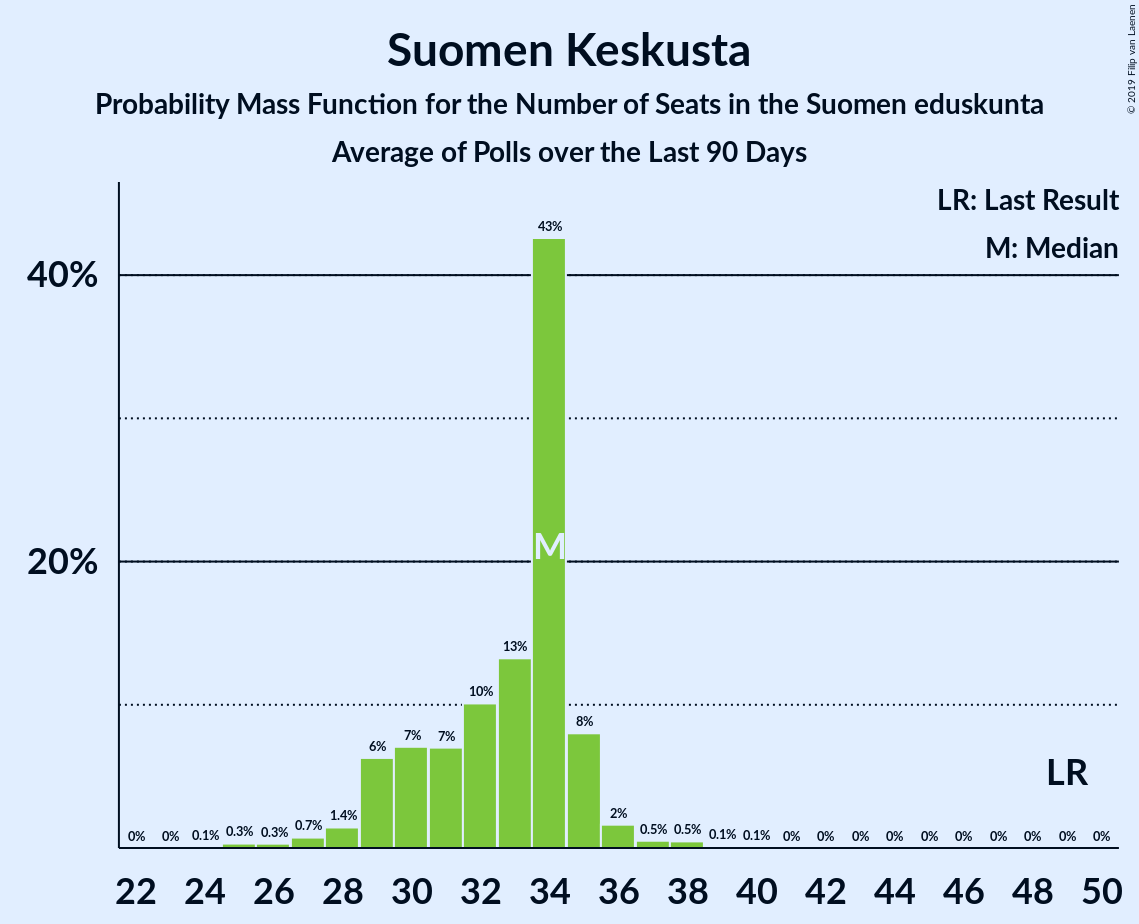 Suomen Keskusta
Probability Mass Function for the Number of Seats in the Suomen eduskunta
Average of Polls over the Last 90 Days
© 2019 Filip van Laenen
LR: Last Result
M: Median
40%
20%
0% 0% 0.1% 0.3% 0.3% 0.7% 1.4% 6% 7% 7% 10% 13% 43% 8% 2% 0.5% 0.5% 0.1% 0.1% 0% 0% 0% 0% 0% 0% 0% 0% 0% 0%
M
LR
22 24 26 28 30 32 34 36 38 40 42 44 46 48 50